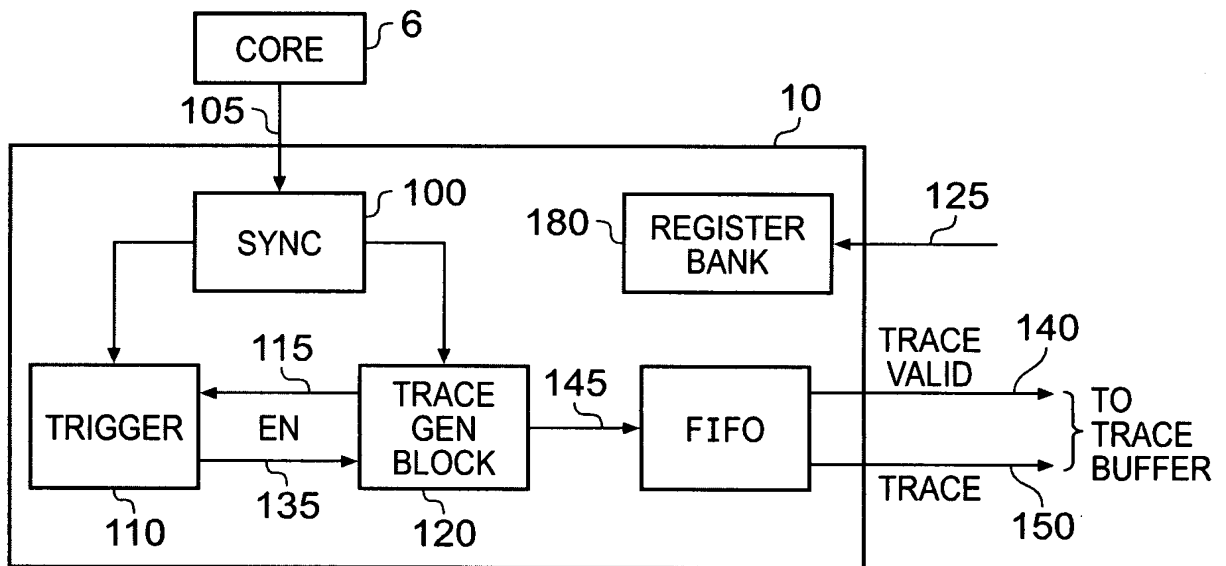 CORE
6
105
10
SYNC
100
180
REGISTER
BANK
125
115
TRIGGER
EN
135
110
TRACE
GEN
BLOCK
120
145
FIFO
TRACE
VALID
140
TRACE
150
TO
TRACE
BUFFER